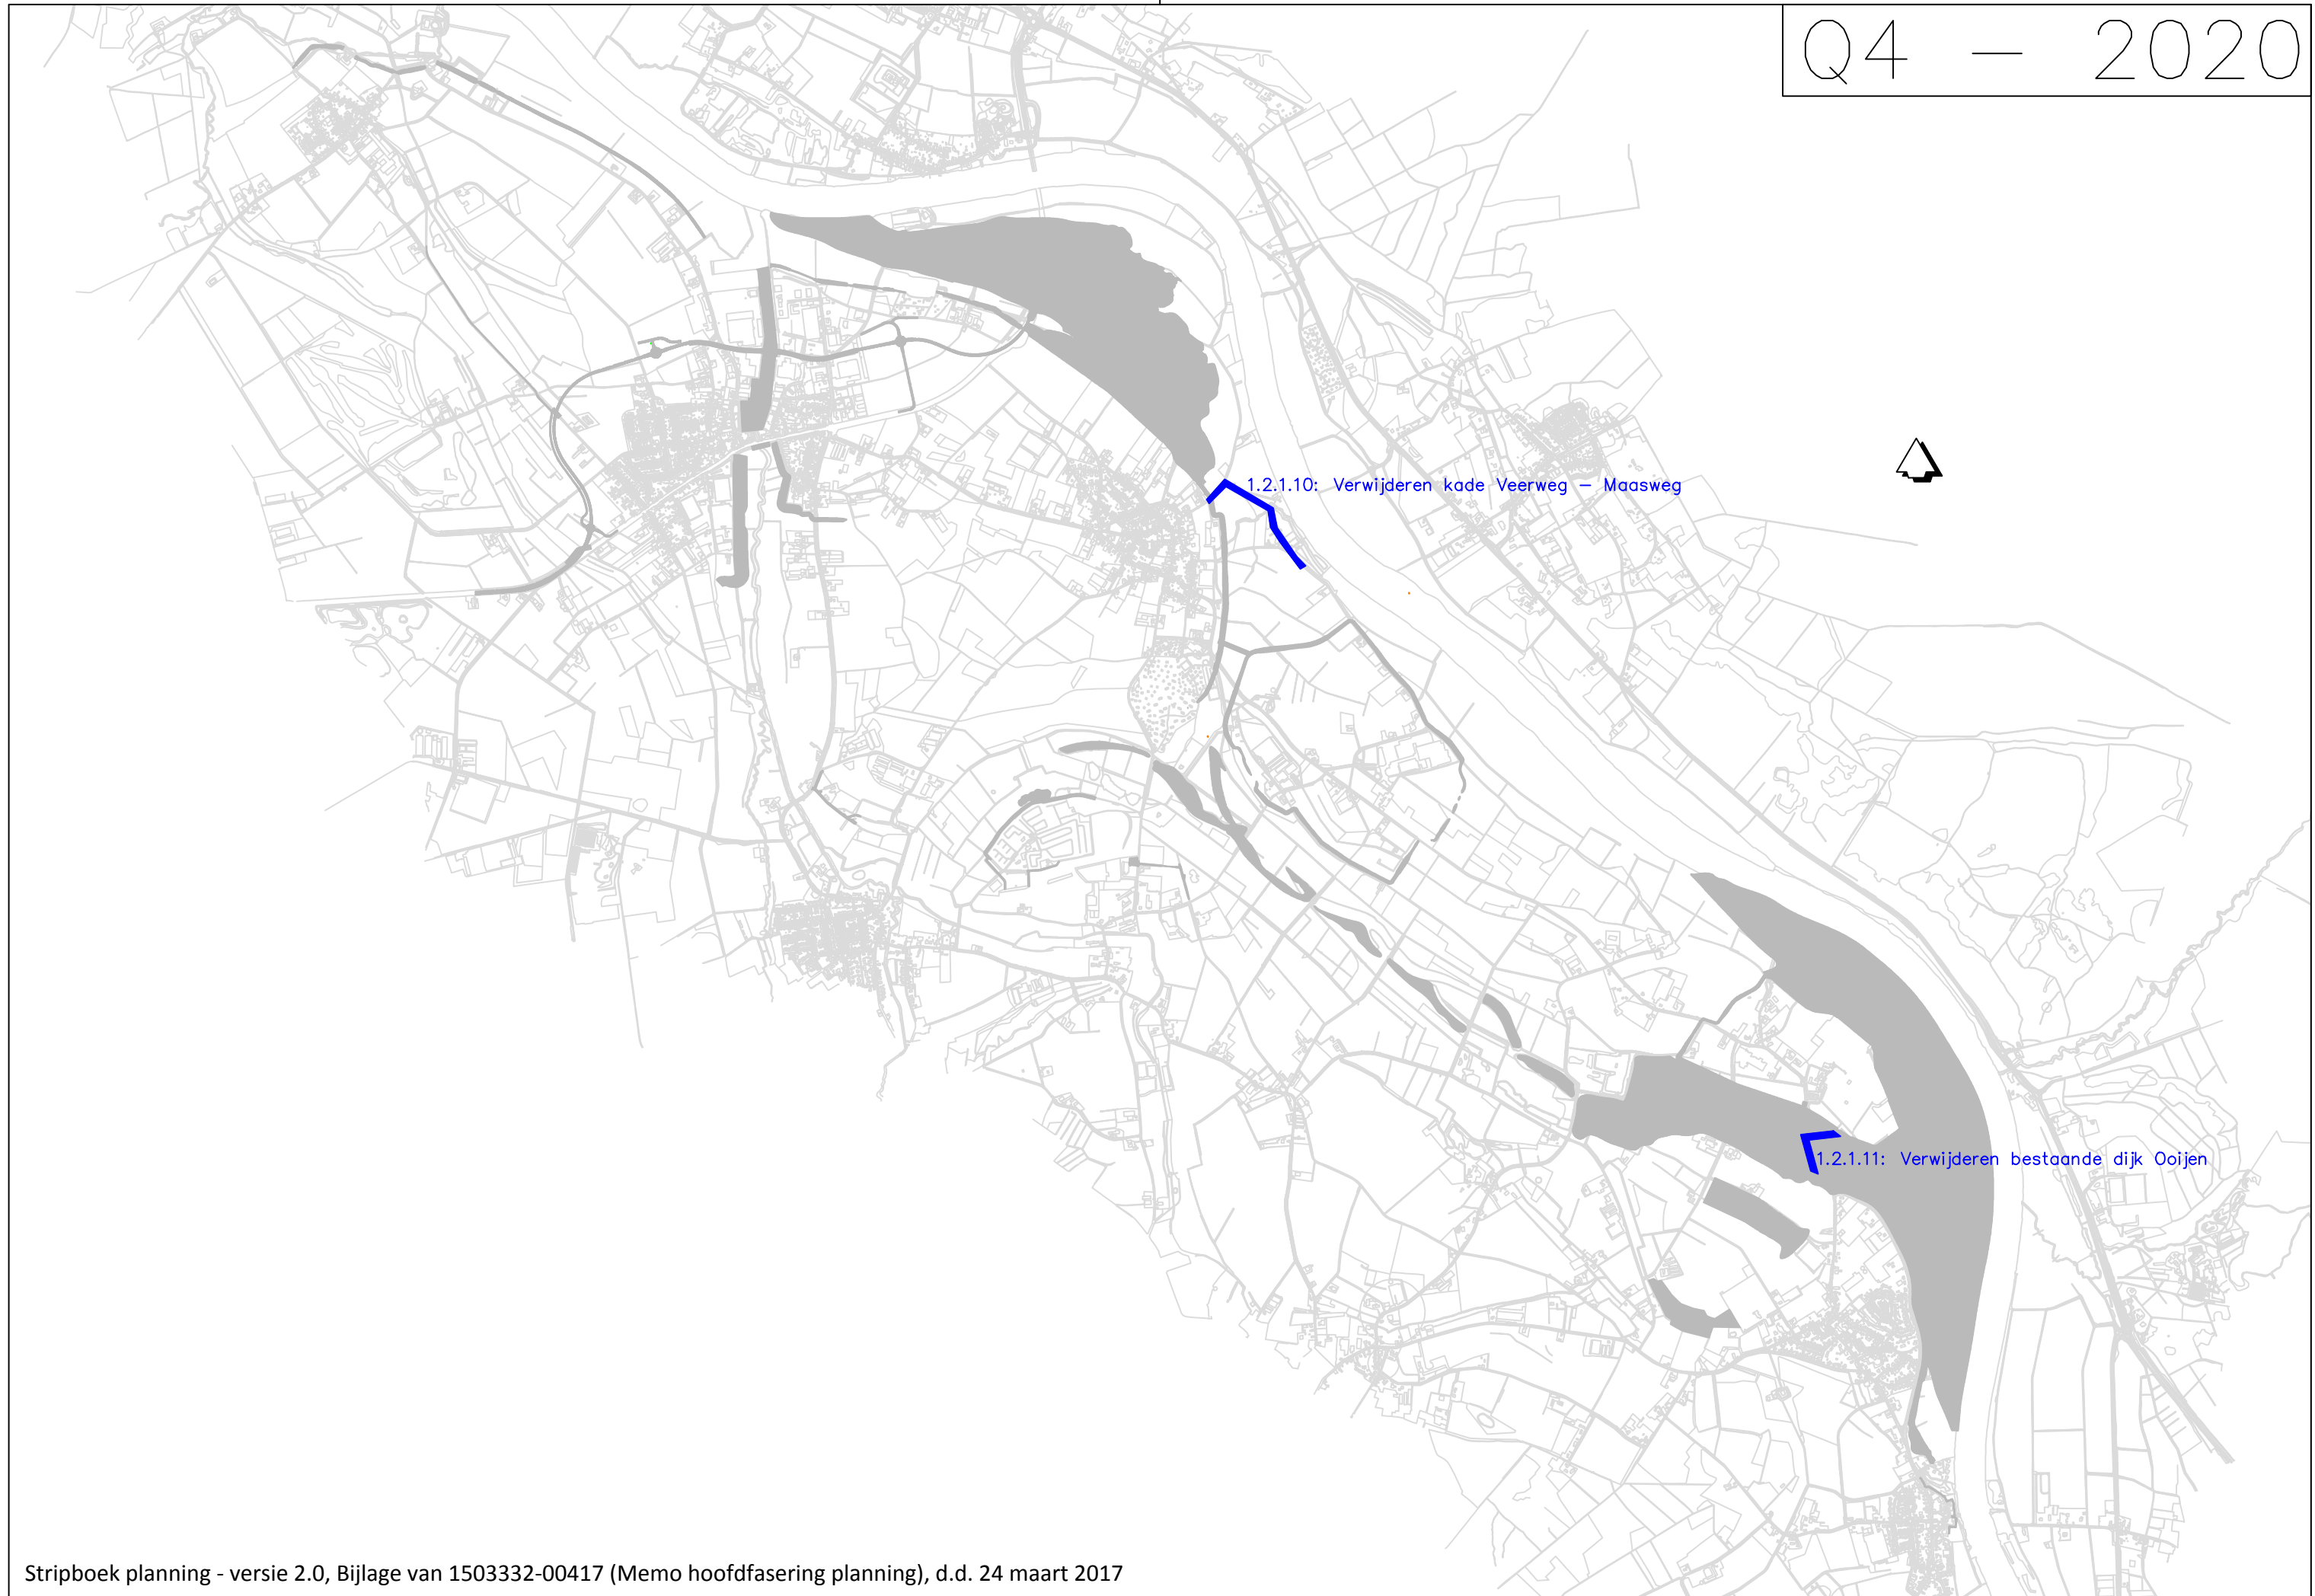 Q4 — 2020
1.2.1.10: Verwijderen kade Veerweg – Maasweg
1.2.1.11: Verwijderen bestaande dijk Ooijen
Stripboek planning - versie 2.0, Bijlage van 1503332-00417 (Memo hoofdfasering planning), d.d. 24 maart 2017